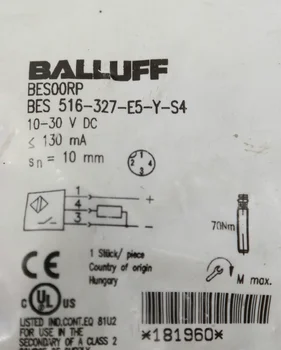 BALLUFF
BES00RP
BES 516-327-E5-Y-S4
10-30 V DC
≤ 130 mA
sn = 10 mm
1
4
3
+
−
70Nm
1 Stück/ piece
Country of origin
Hungary
M max.
CE
C UL US
LISTED IND.CONT.EQ 81U2
FOR USE IN THE
SECONDARY OF A CLASS 2
*181960*